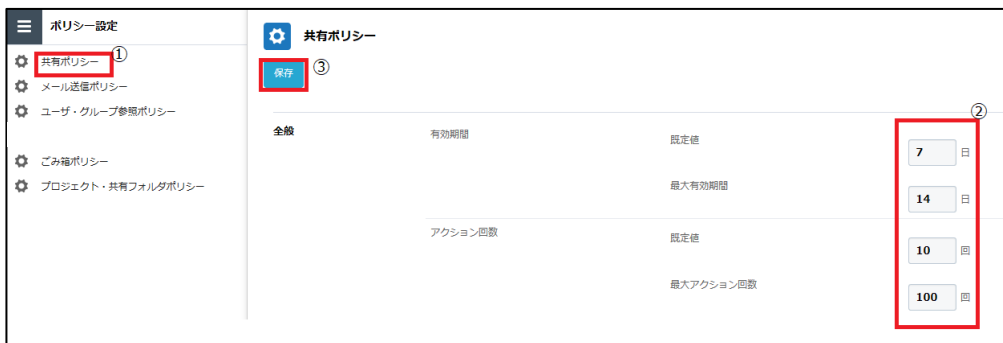 ポリシー設定
共有ポリシー ①
メール送信ポリシー
ユーザ・グループ参照ポリシー
ごみ箱ポリシー
プロジェクト・共有フォルダポリシー
共有ポリシー
保存 ③
②
全般 有効期間 既定値 7 日
最大有効期間 14 日
アクション回数 既定値 10 回
最大アクション回数 100 回